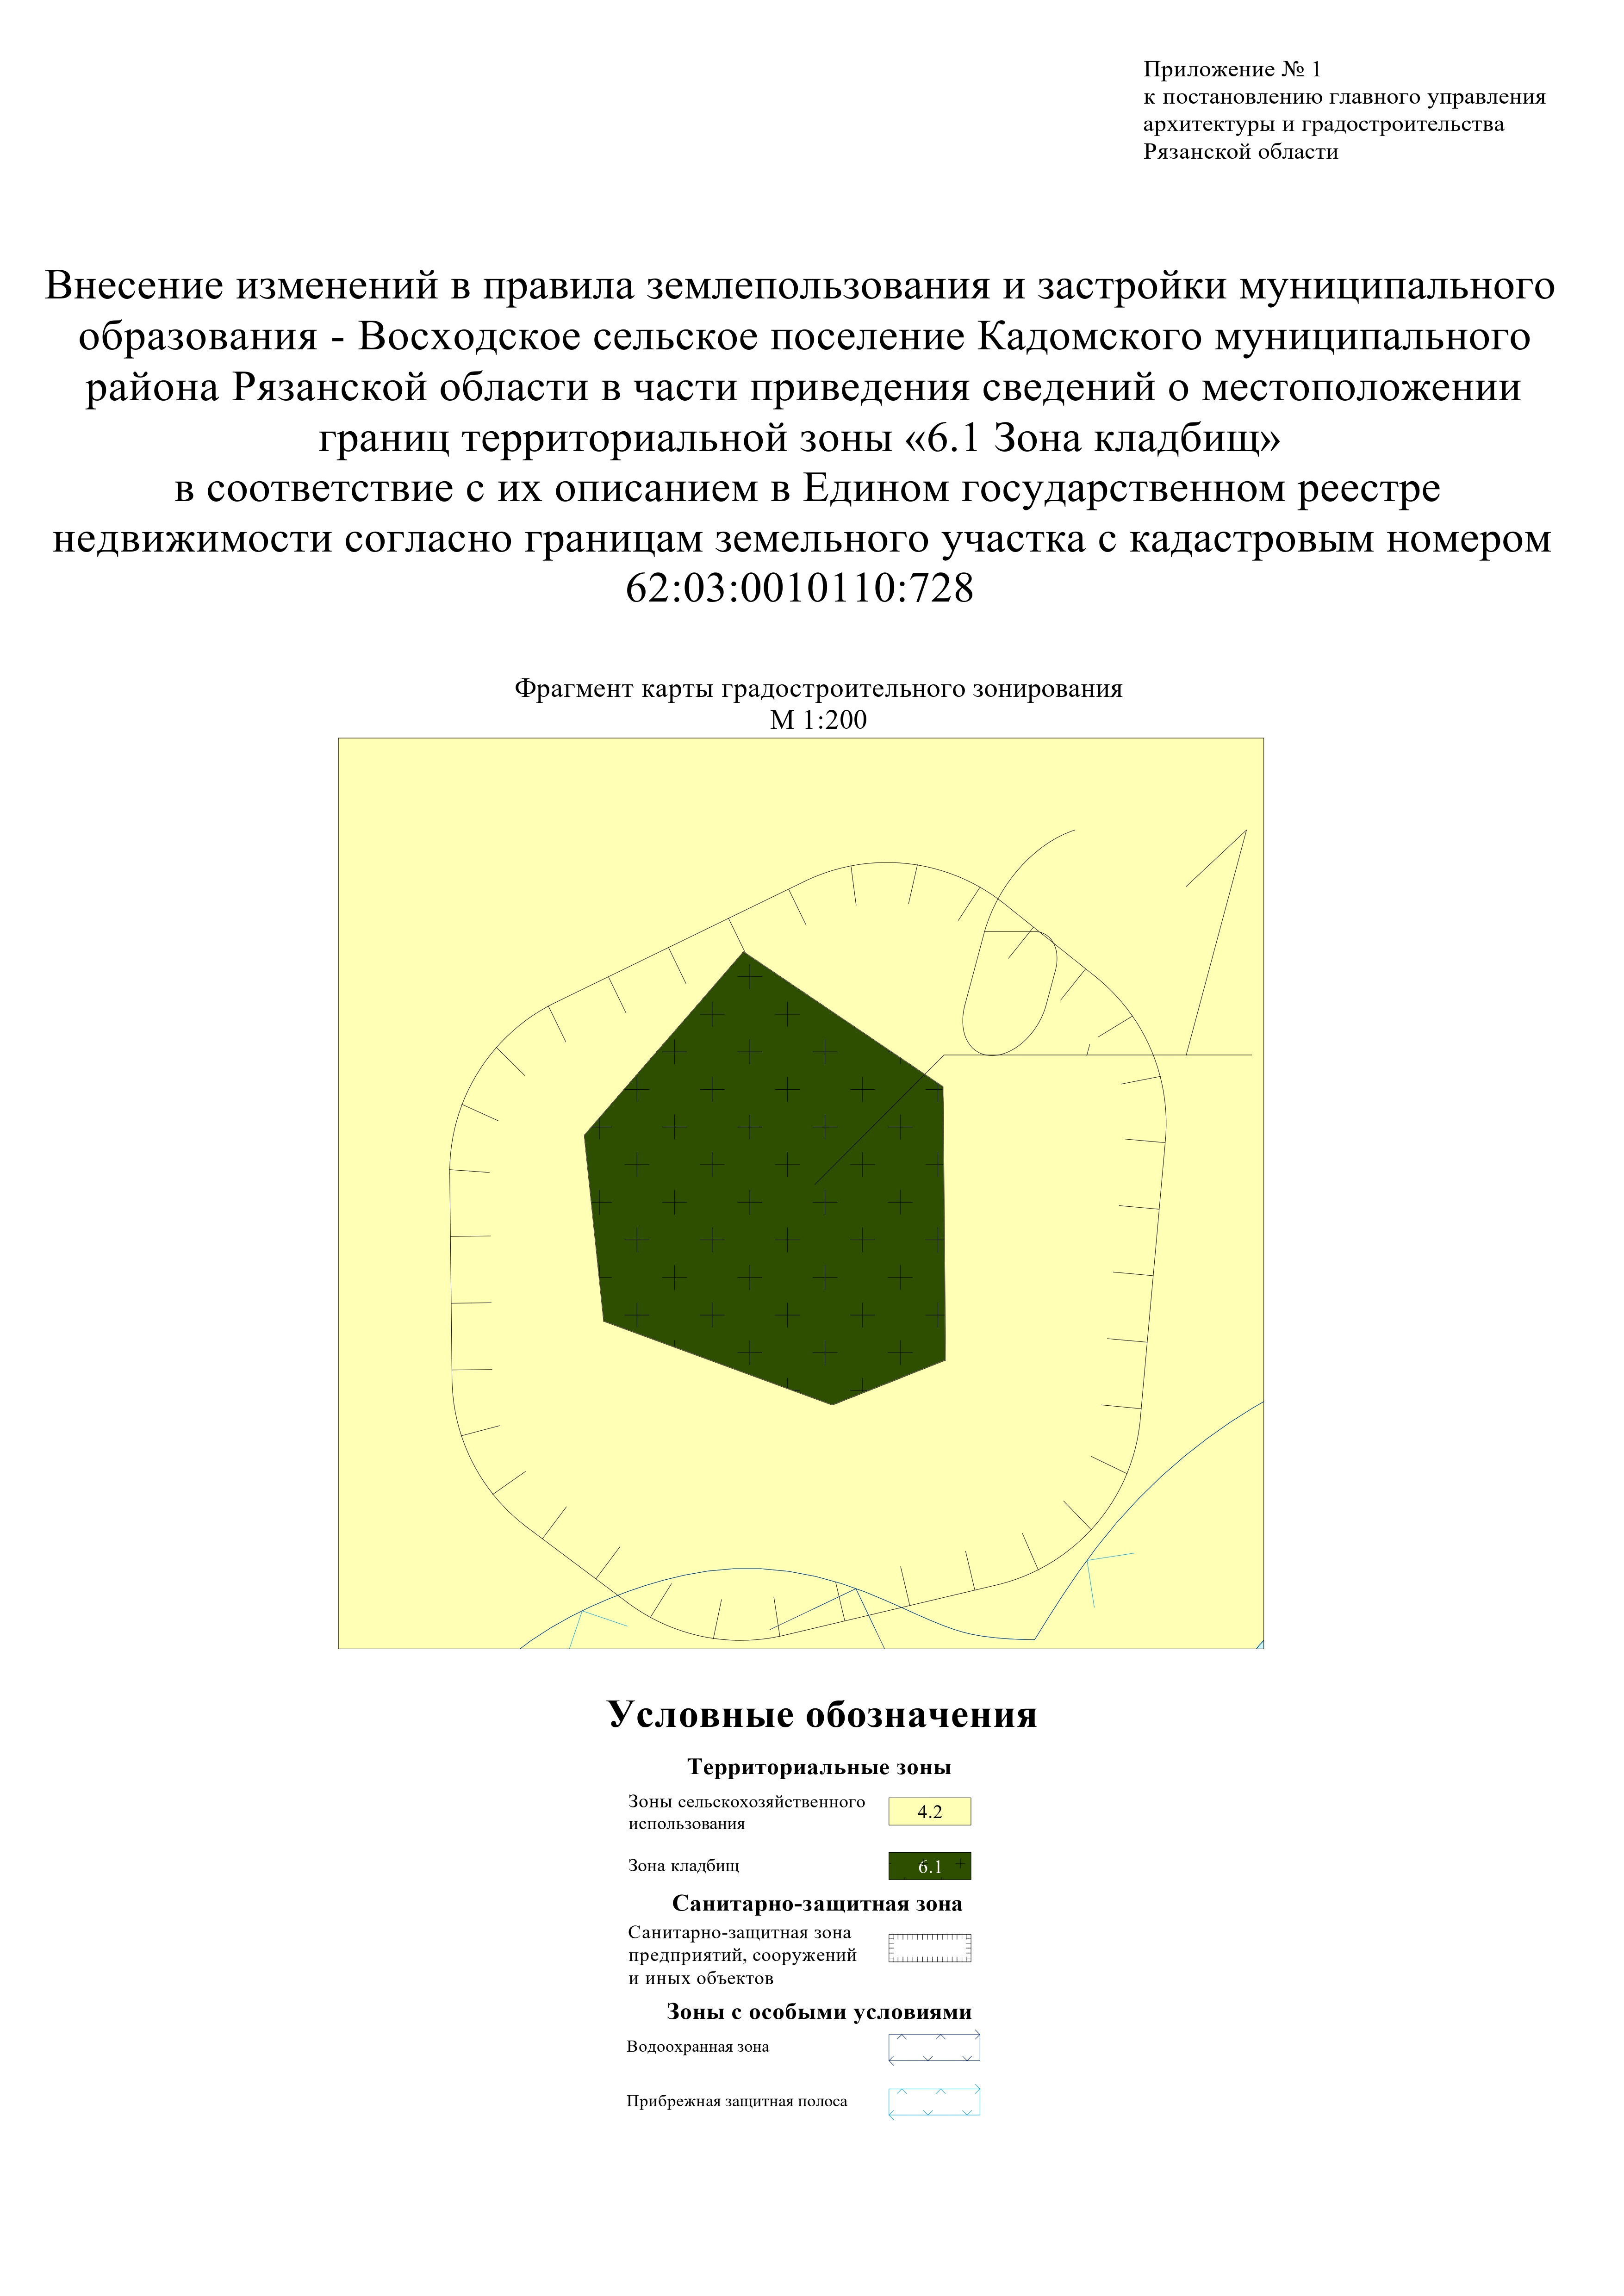 Приложение № 1
к постановлению главного управления
архитектуры и градостроительства
Рязанской области
Внесение изменений в правила землепользования и застройки муниципального
образования - Восходское сельское поселение Кадомского муниципального
района Рязанской области в части приведения сведений о местоположении
границ территориальной зоны «6.1 Зона кладбищ»
в соответствие с их описанием в Едином государственном реестре
недвижимости согласно границам земельного участка с кадастровым номером
62:03:0010110:728
Фрагмент карты градостроительного зонирования
М 1:200
6.1
Условные обозначения
Территориальные зоны
Зоны сельскохозяйственного
использования
4.2
Зона кладбищ
6.1
Санитарно-защитная зона
Санитарно-защитная зона
предприятий, сооружений
и иных объектов
Зоны с особыми условиями
Водоохранная зона
Прибрежная защитная полоса